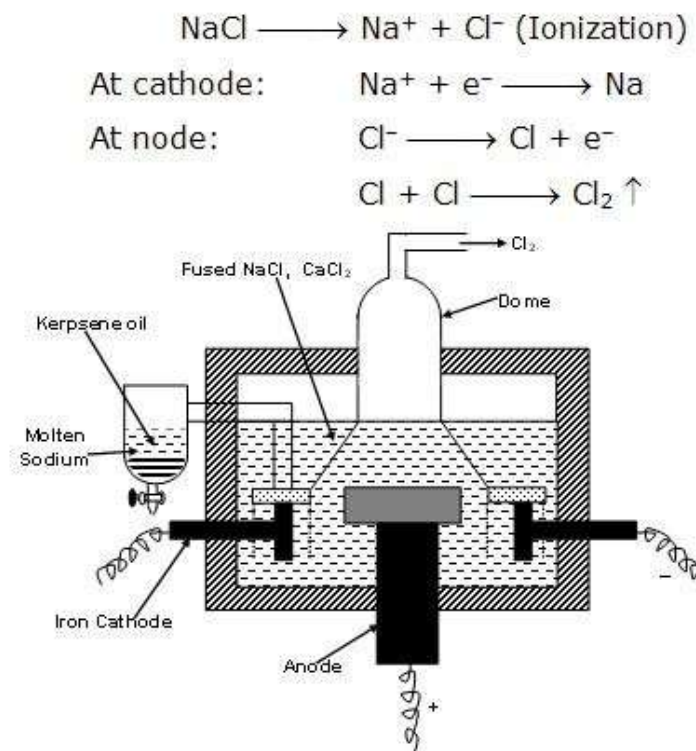 NaCl ⟶ Na⁺ + Cl⁻ (Ionization)
At cathode: Na⁺ + e⁻ ⟶ Na
At node: Cl⁻ ⟶ Cl + e⁻
Cl + Cl ⟶ Cl₂ ↑
Cl₂
Fused NaCl, CaCl₂
Dome
Kerpsene oil
Molten
Sodium
Iron Cathode
Anode
−
+